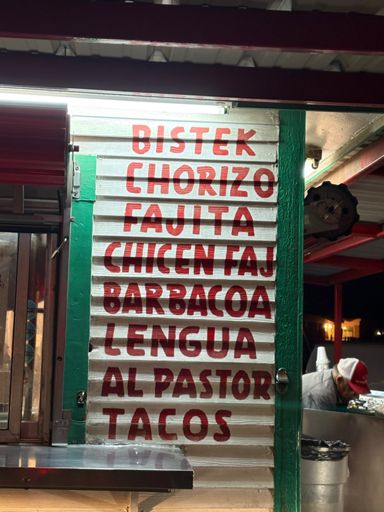 BISTEK
CHORIZO
FAJITA
CHICEN FAJ
BARBACOA
LENGUA
AL PASTOR
TACOS